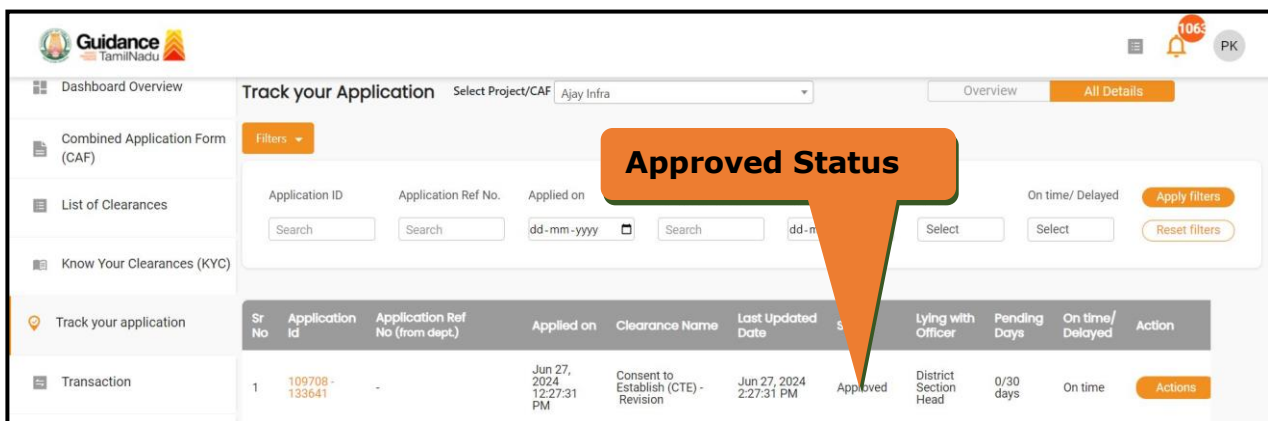 Guidance
TamilNadu
1063
PK
Dashboard Overview
Combined Application Form
(CAF)
List of Clearances
Know Your Clearances (KYC)
Track your application
Transaction
Track your Application Select Project/CAF Ajay Infra Overview All Details
Filters
Approved Status
Application ID Application Ref No. Applied on On time/ Delayed Apply filters
Search Search dd-mm-yyyy Search Select Select Reset filters
Sr Application Application Ref Last Updated Lying with Pending On time/
No Id No (from dept.) Applied on Clearance Name Date Officer Days Delayed Action
1
109708 -
133641
-
Jun 27,
2024
12:27:31
PM
Consent to
Establish (CTE) -
Revision
Jun 27, 2024
2:27:31 PM
Approved
District
Section
Head
0/30
days
On time
Actions